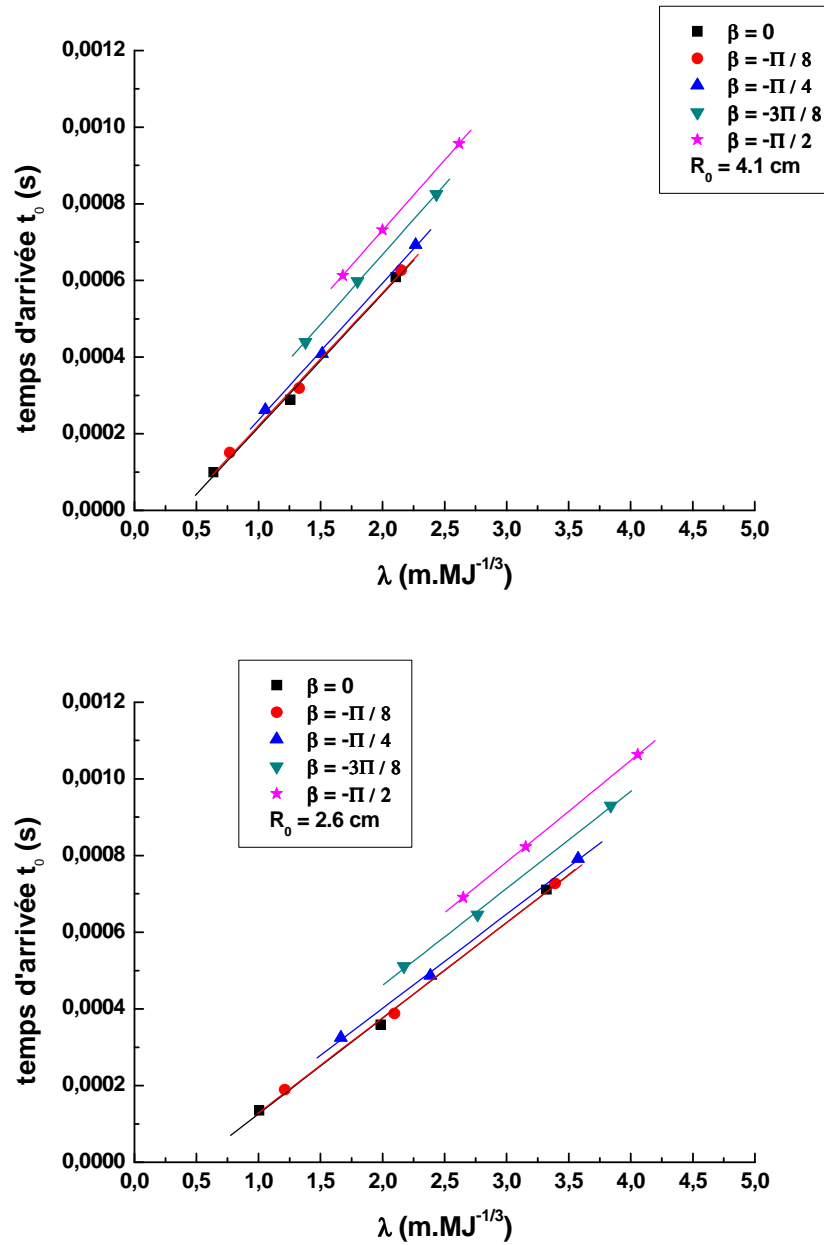 β = 0
β = -Π / 8
β = -Π / 4
β = -3Π / 8
β = -Π / 2
R₀ = 4.1 cm
0,0012
0,0010
0,0008
0,0006
0,0004
0,0002
0,0000
temps d'arrivée t₀ (s)
0,0 0,5 1,0 1,5 2,0 2,5 3,0 3,5 4,0 4,5 5,0
λ (m.MJ⁻¹/³)
β = 0
β = -Π / 8
β = -Π / 4
β = -3Π / 8
β = -Π / 2
R₀ = 2.6 cm
0,0012
0,0010
0,0008
0,0006
0,0004
0,0002
0,0000
temps d'arrivée t₀ (s)
0,0 0,5 1,0 1,5 2,0 2,5 3,0 3,5 4,0 4,5 5,0
λ (m.MJ⁻¹/³)